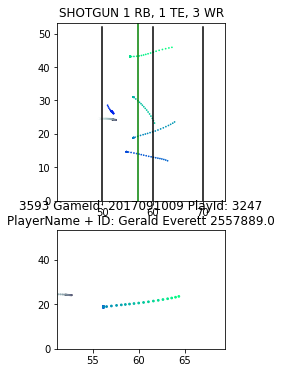 SHOTGUN 1 RB, 1 TE, 3 WR
50
40
30
20
10
0
50 60 70
3593 GameId: 2017091009 PlayId: 3247
PlayerName + ID: Gerald Everett 2557889.0
40
20
0
55 60 65